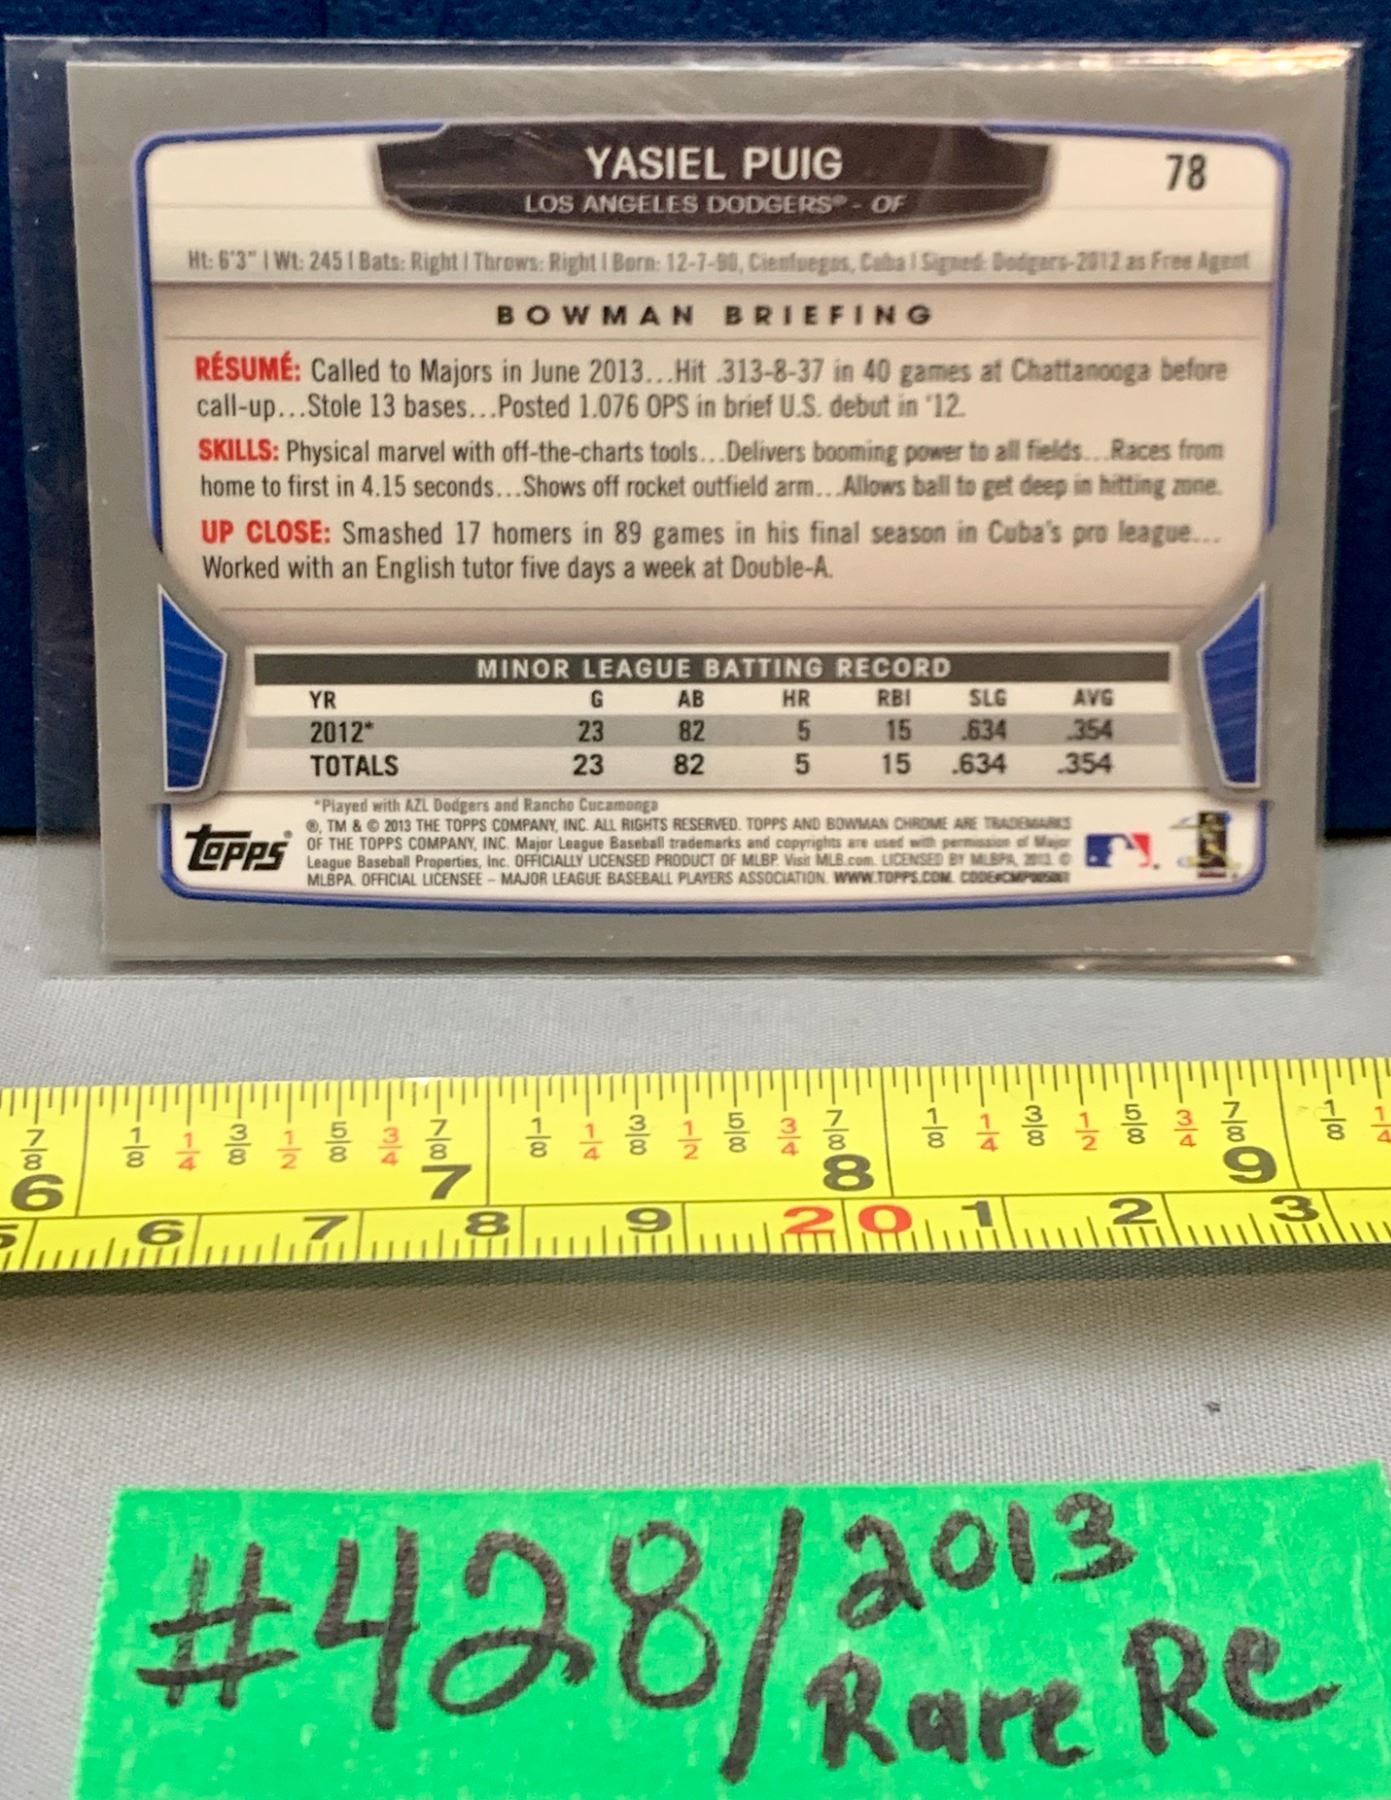 YASIEL PUIG
LOS ANGELES DODGERS® - OF
78
Ht: 6'3" | Wt: 245 | Bats: Right | Throws: Right | Born: 12-7-90, Cienfuegos, Cuba | Signed: Dodgers-2012 as Free Agent
BOWMAN BRIEFING
RÉSUMÉ: Called to Majors in June 2013...Hit .313-8-37 in 40 games at Chattanooga before
call-up...Stole 13 bases...Posted 1.076 OPS in brief U.S. debut in '12.
SKILLS: Physical marvel with off-the-charts tools...Delivers booming power to all fields...Races from
home to first in 4.15 seconds...Shows off rocket outfield arm...Allows ball to get deep in hitting zone.
UP CLOSE: Smashed 17 homers in 89 games in his final season in Cuba's pro league...
Worked with an English tutor five days a week at Double-A.
MINOR LEAGUE BATTING RECORD
YR G AB HR RBI SLG AVG
2012* 23 82 5 15 .634 .354
TOTALS 23 82 5 15 .634 .354
*Played with AZL Dodgers and Rancho Cucamonga
®, TM & © 2013 THE TOPPS COMPANY, INC. ALL RIGHTS RESERVED. TOPPS AND BOWMAN CHROME ARE TRADEMARKS
OF THE TOPPS COMPANY, INC. Major League Baseball trademarks and copyrights are used with permission of Major
League Baseball Properties, Inc. OFFICIALLY LICENSED PRODUCT OF MLBP. Visit MLB.com. LICENSED BY MLBPA, 2013. ©
MLBPA. OFFICIAL LICENSEE – MAJOR LEAGUE BASEBALL PLAYERS ASSOCIATION. WWW.TOPPS.COM.
Topps®
7/8 1/8 1/4 3/8 1/2 5/8 3/4 7/8 1/8 1/4 3/8 1/2 5/8 3/4 7/8 1/8 1/4 3/8 1/2 5/8 3/4 7/8 1/8 1/4
6 7 8 9
5 6 7 8 9 20 1 2 3
#428/2013
Rare RC